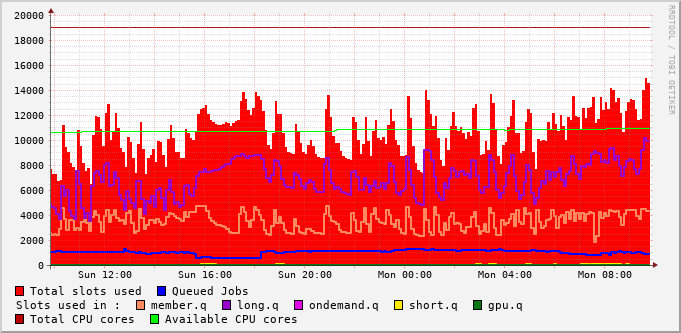 20000
18000
16000
14000
12000
10000
8000
6000
4000
2000
0
Sun 12:00 Sun 16:00 Sun 20:00 Mon 00:00 Mon 04:00 Mon 08:00
Total slots used Queued Jobs
Slots used in : member.q long.q ondemand.q short.q gpu.q
Total CPU cores Available CPU cores
RRDTOOL / TOBI OETIKER